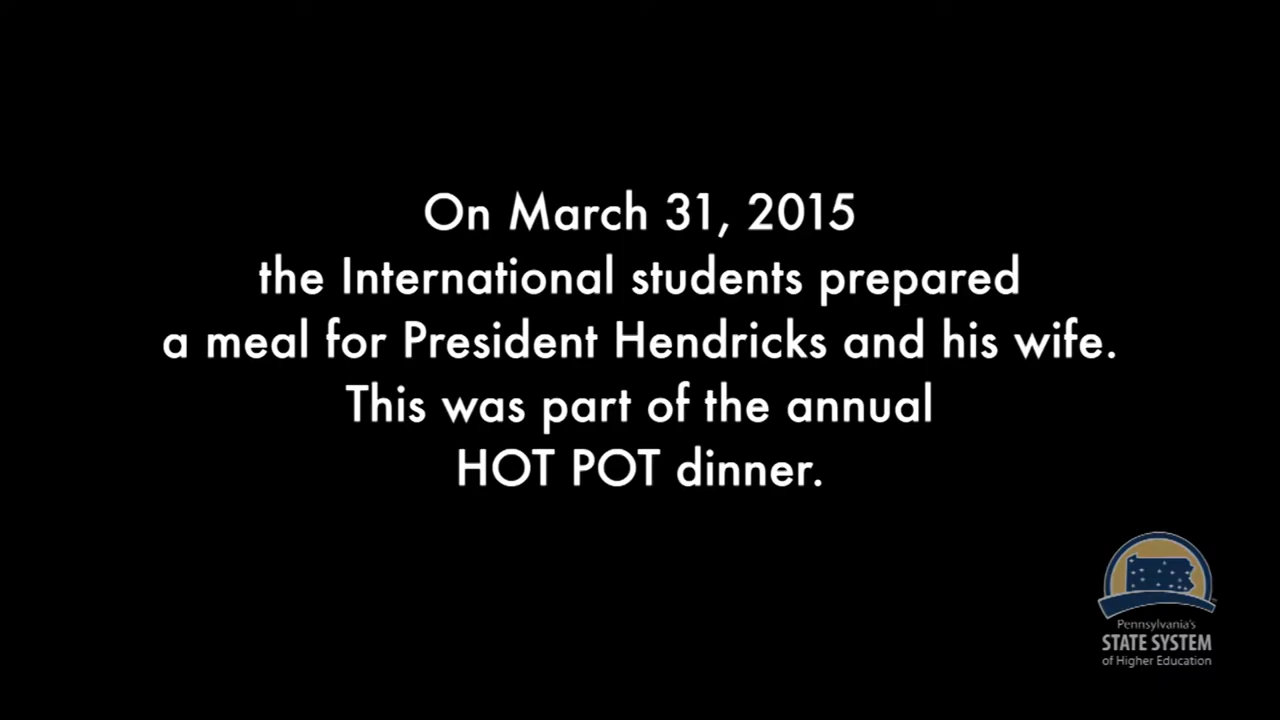 On March 31, 2015
the International students prepared
a meal for President Hendricks and his wife.
This was part of the annual
HOT POT dinner.
Pennsylvania's
STATE SYSTEM
of Higher Education